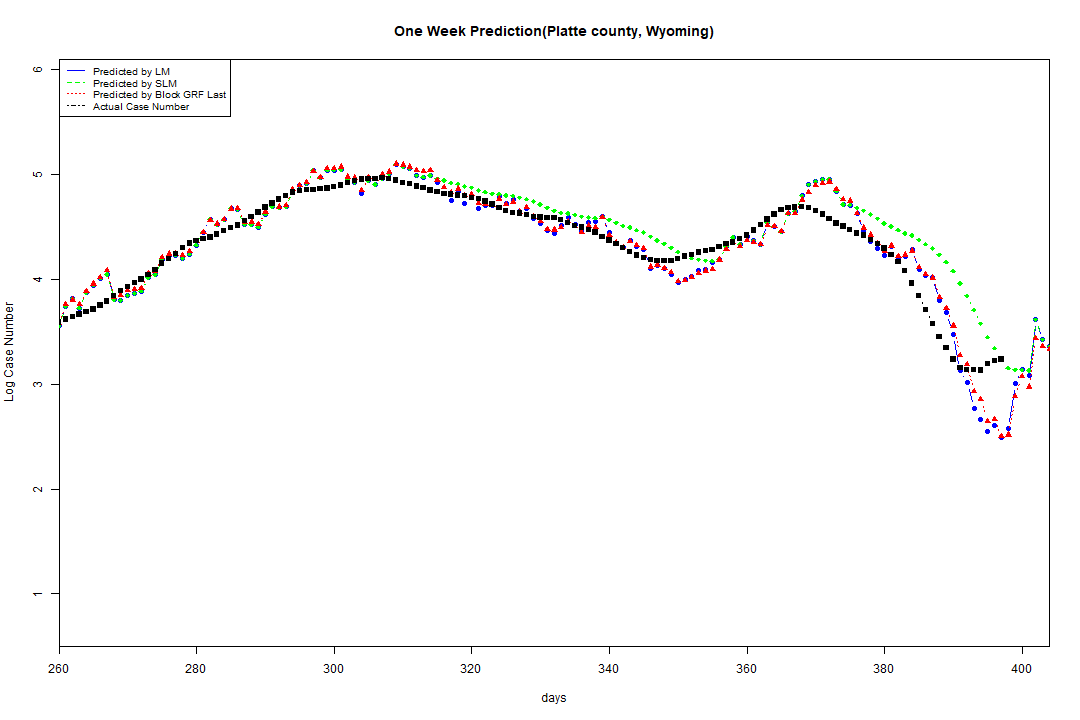 One Week Prediction(Platte county, Wyoming)
Predicted by LM
Predicted by SLM
Predicted by Block GRF Last
Actual Case Number
6
5
4
3
2
1
Log Case Number
260 280 300 320 340 360 380 400
days